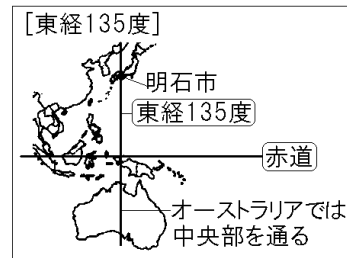 [東経135度]
明石市
東経135度
赤道
オーストラリアでは
中央部を通る